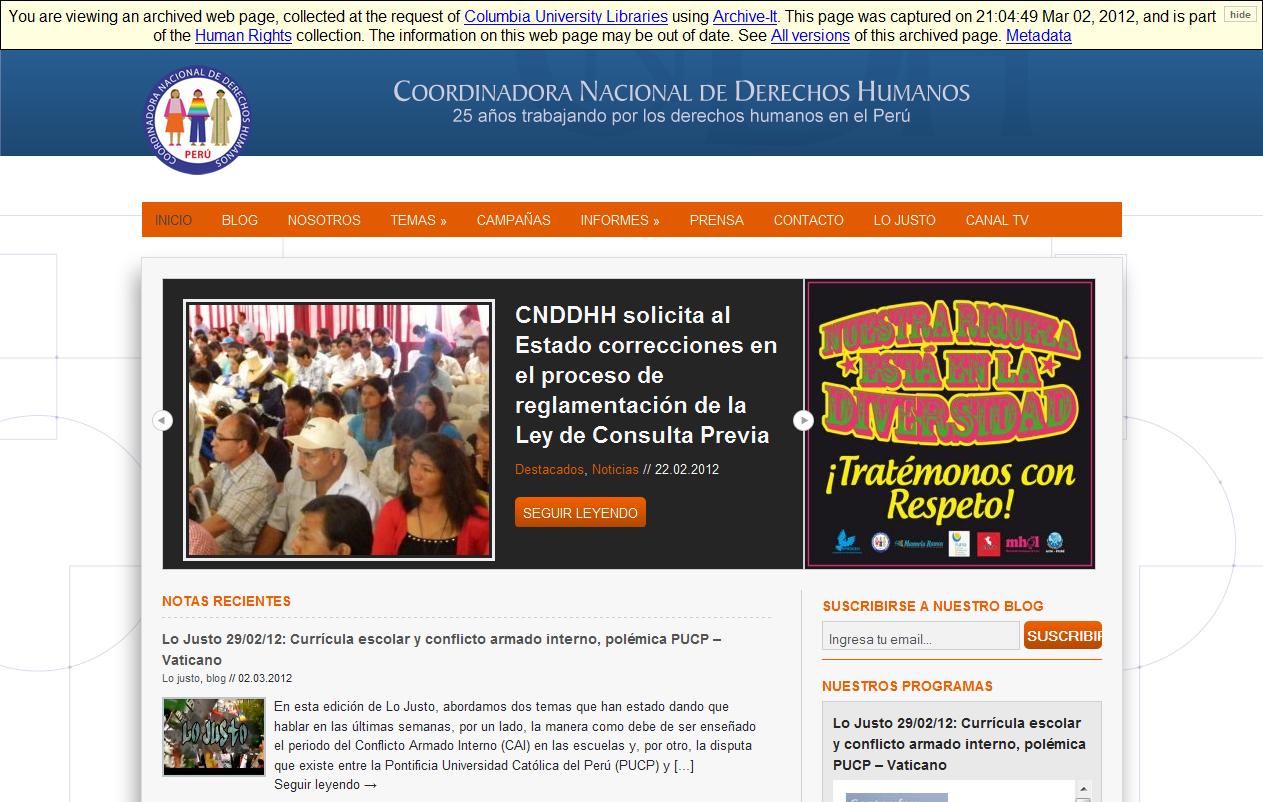 You are viewing an archived web page, collected at the request of Columbia University Libraries using Archive-It. This page was captured on 21:04:49 Mar 02, 2012, and is part
of the Human Rights collection. The information on this web page may be out of date. See All versions of this archived page. Metadata
hide
COORDINADORA NACIONAL DE DERECHOS HUMANOS
PERÚ
COORDINADORA NACIONAL DE DERECHOS HUMANOS
25 años trabajando por los derechos humanos en el Perú
INICIO BLOG NOSOTROS TEMAS » CAMPAÑAS INFORMES » PRENSA CONTACTO LO JUSTO CANAL TV
CNDDHH solicita al
Estado correcciones en
el proceso de
reglamentación de la
Ley de Consulta Previa
Destacados, Noticias // 22.02.2012
SEGUIR LEYENDO
NUESTRA RIQUEZA
ESTÁ EN LA
DIVERSIDAD
¡Tratémonos con
Respeto!
Manuela Ramos
mhol
NOTAS RECIENTES
Lo Justo 29/02/12: Currícula escolar y conflicto armado interno, polémica PUCP –
Vaticano
Lo justo, blog // 02.03.2012
LO JUSTO
En esta edición de Lo Justo, abordamos dos temas que han estado dando que
hablar en las últimas semanas, por un lado, la manera como debe de ser enseñado
el periodo del Conflicto Armado Interno (CAI) en las escuelas y, por otro, la disputa
que existe entre la Pontificia Universidad Católica del Perú (PUCP) y [...]
Seguir leyendo →
SUSCRIBIRSE A NUESTRO BLOG
Ingresa tu email...
SUSCRIBIR
NUESTROS PROGRAMAS
Lo Justo 29/02/12: Currícula escolar
y conflicto armado interno, polémica
PUCP – Vaticano